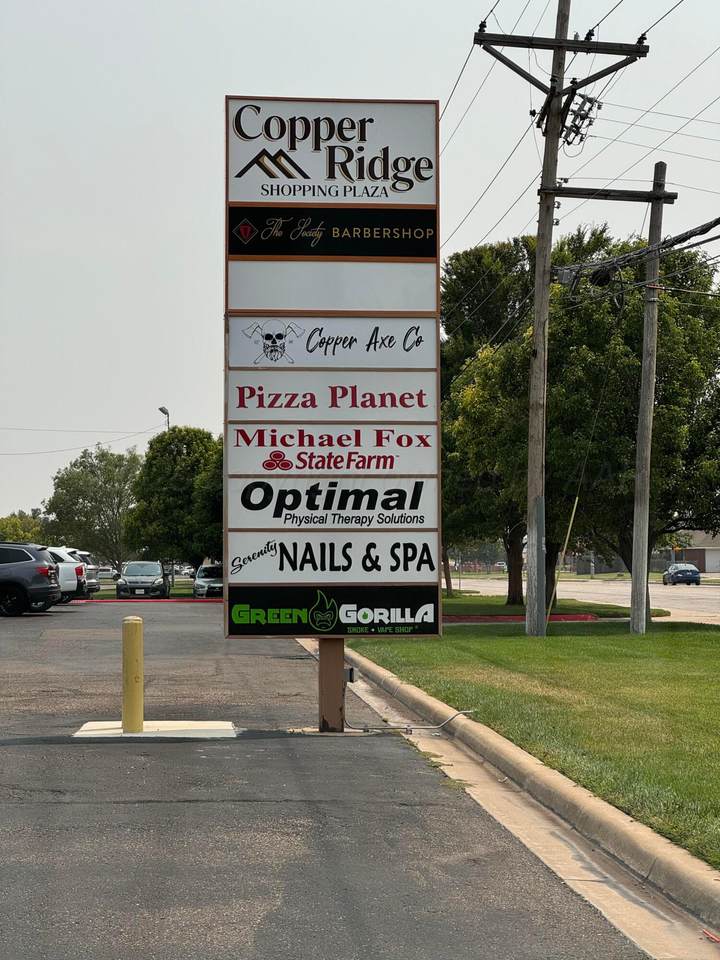 Copper
Ridge
SHOPPING PLAZA
The Society BARBERSHOP
Copper Axe Co
Pizza Planet
Michael Fox
State Farm™
Optimal
Physical Therapy Solutions
Serenity NAILS & SPA
GREEN GORILLA
SMOKE + VAPE SHOP